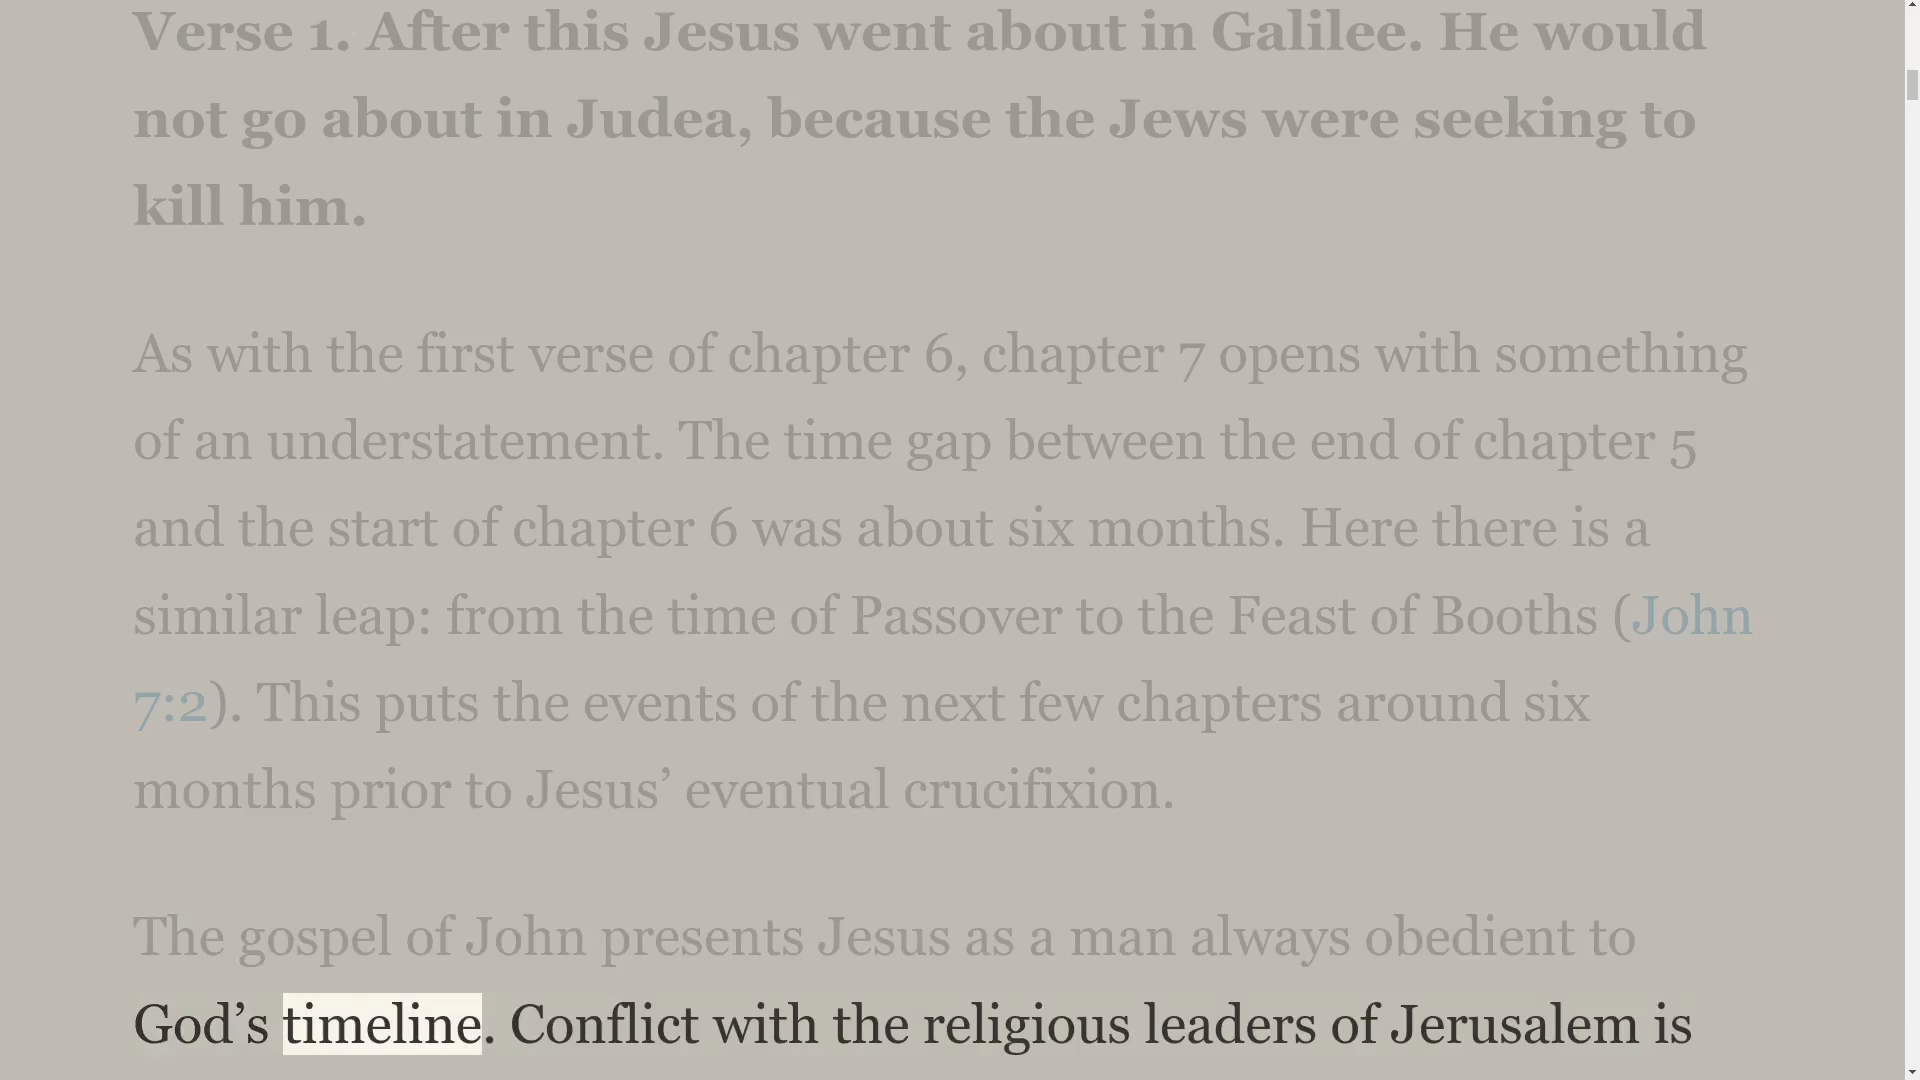 Verse 1. After this Jesus went about in Galilee. He would
not go about in Judea, because the Jews were seeking to
kill him.
As with the first verse of chapter 6, chapter 7 opens with something
of an understatement. The time gap between the end of chapter 5
and the start of chapter 6 was about six months. Here there is a
similar leap: from the time of Passover to the Feast of Booths (John
7:2). This puts the events of the next few chapters around six
months prior to Jesus’ eventual crucifixion.
The gospel of John presents Jesus as a man always obedient to
God’s timeline. Conflict with the religious leaders of Jerusalem is